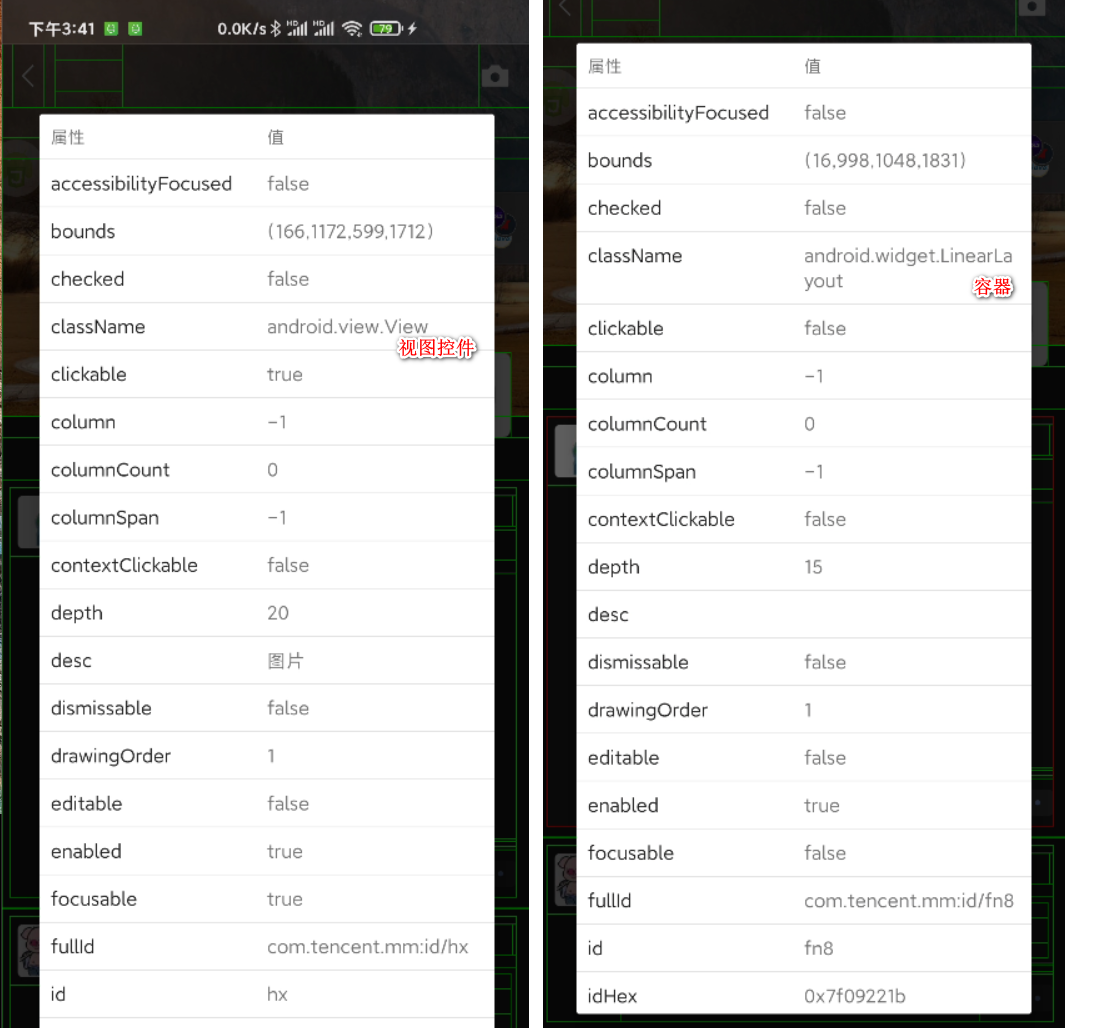 下午3:41
0.0K/s
HD
HD
79
属性 值
accessibilityFocused false
bounds (166,1172,599,1712)
checked false
className android.view.View
视图控件
clickable true
column −1
columnCount 0
columnSpan −1
contextClickable false
depth 20
desc 图片
dismissable false
drawingOrder 1
editable false
enabled true
focusable true
fullId com.tencent.mm:id/hx
id hx
属性 值
accessibilityFocused false
bounds (16,998,1048,1831)
checked false
className android.widget.LinearLa
yout
容器
clickable false
column −1
columnCount 0
columnSpan −1
contextClickable false
depth 15
desc
dismissable false
drawingOrder 1
editable false
enabled true
focusable false
fullId com.tencent.mm:id/fn8
id fn8
idHex 0x7f09221b